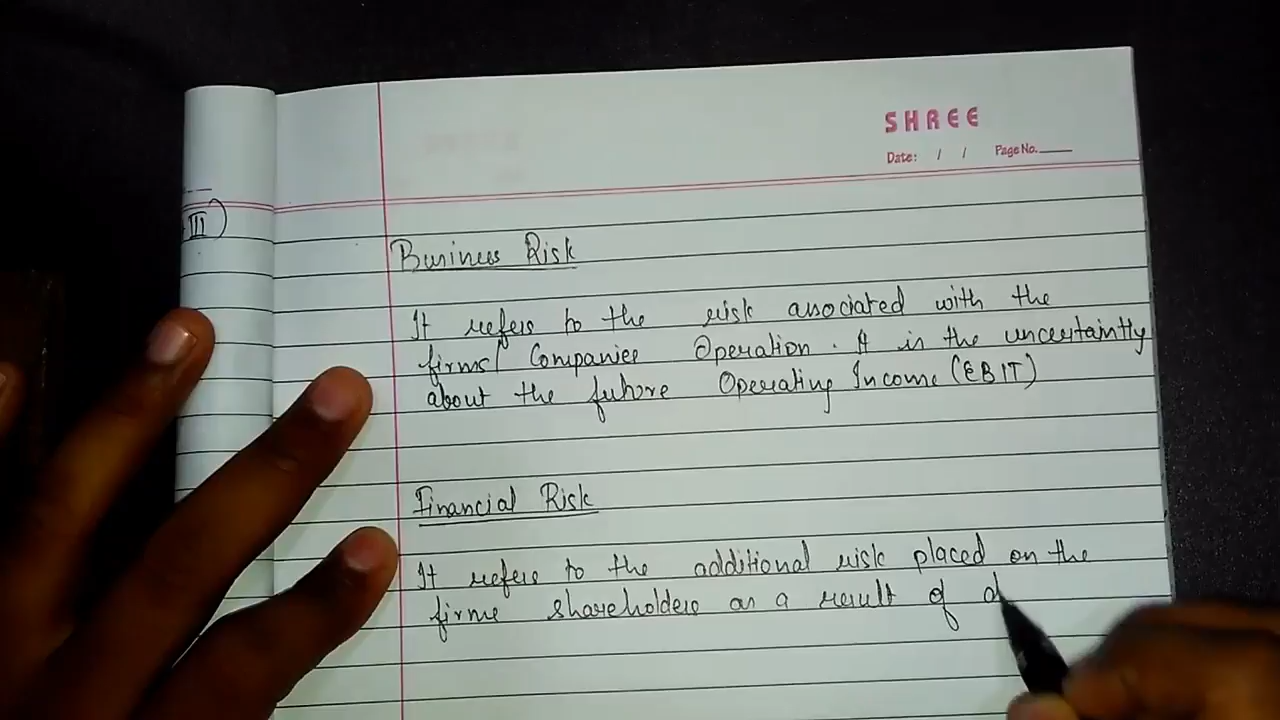 SHREE
Date: / / Page No.
III)
Business Risk
It refers to the risk associated with the
firms/ Companies Operation. It is the uncertaintly
about the future Operating Income (EBIT)
Financial Risk
It refers to the additional risk placed on the
firms shareholders as a result of d